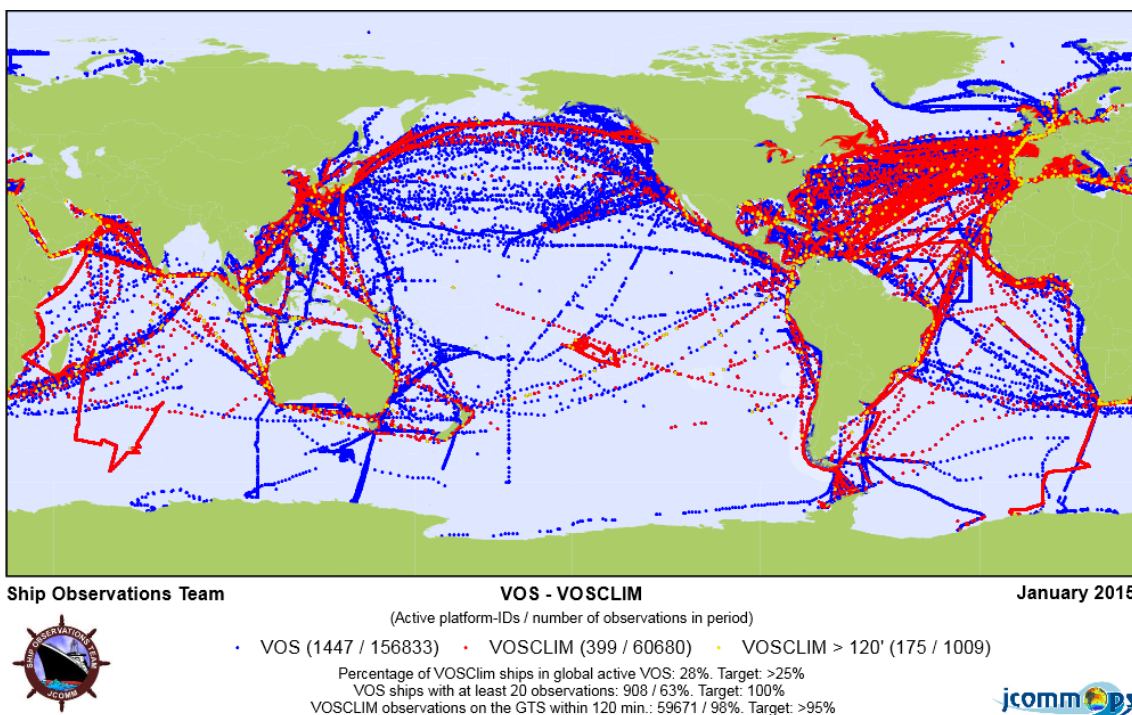 Ship Observations Team
VOS - VOSCLIM
January 2015
(Active platform-IDs / number of observations in period)
VOS (1447 / 156833)
VOSCLIM (399 / 60680)
VOSCLIM > 120' (175 / 1009)
Percentage of VOSClim ships in global active VOS: 28%. Target: >25%
VOS ships with at least 20 observations: 908 / 63%. Target: 100%
VOSCLIM observations on the GTS within 120 min.: 59671 / 98%. Target: >95%
SHIP OBSERVATIONS TEAM
JCOMM
jcommops